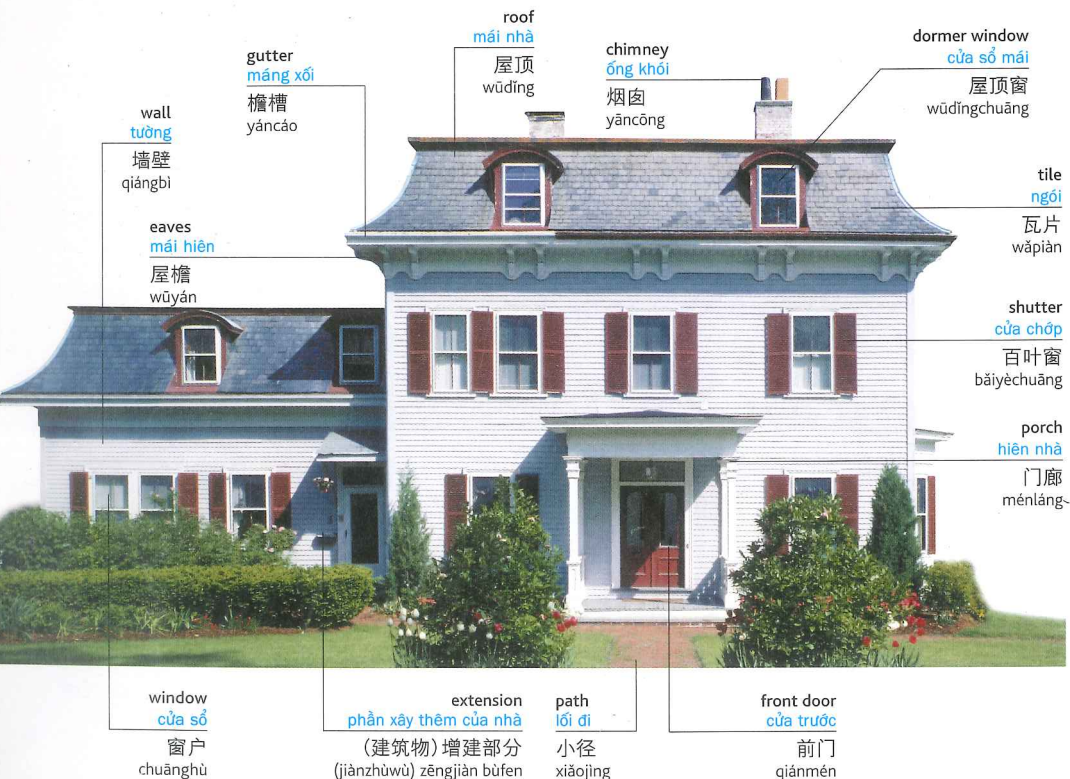 roof
mái nhà
屋顶
wūdǐng
gutter
máng xối
檐槽
yáncáo
chimney
ống khói
烟囱
yāncōng
dormer window
cửa sổ mái
屋顶窗
wūdǐngchuāng
wall
tường
墙壁
qiángbì
tile
ngói
瓦片
wǎpiàn
eaves
mái hiên
屋檐
wūyán
shutter
cửa chớp
百叶窗
bǎiyèchuāng
porch
hiên nhà
门廊
ménláng
window
cửa sổ
窗户
chuānghù
extension
phần xây thêm của nhà
（建筑物）增建部分
(jiànzhùwù) zēngjiàn bùfen
path
lối đi
小径
xiǎojìng
front door
cửa trước
前门
qiánmén